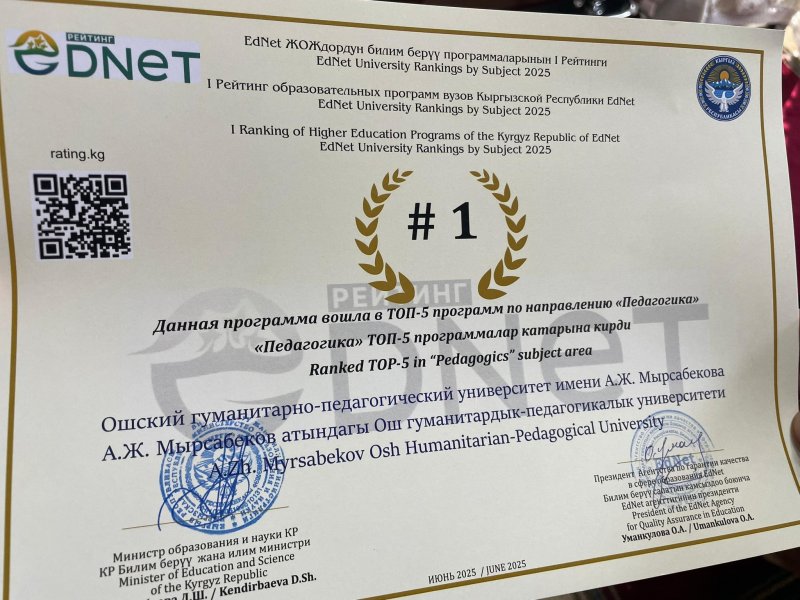 РЕЙТИНГ
EDNET
EdNet ЖОЖдордун билим берүү программаларынын I Рейтинги
EdNet University Rankings by Subject 2025
I Рейтинг образовательных программ вузов Кыргызской Республики EdNet
EdNet University Rankings by Subject 2025
I Ranking of Higher Education Programs of the Kyrgyz Republic of EdNet
EdNet University Rankings by Subject 2025
rating.kg
# 1
РЕЙТИНГ
EDNET
Данная программа вошла в ТОП-5 программ по направлению «Педагогика»
«Педагогика» ТОП-5 программалар катарына кирди
Ranked TOP-5 in “Pedagogics” subject area
Ошский гуманитарно-педагогический университет имени А.Ж. Мырсабекова
А.Ж. Мырсабеков атындагы Ош гуманитардык-педагогикалык университети
A.Zh. Myrsabekov Osh Humanitarian-Pedagogical University
Министр образования и науки КР
КР Билим берүү жана илим министри
Minister of Education and Science
of the Kyrgyz Republic
Д.Ш. / Kendirbaeva D.Sh.
ИЮНЬ 2025 / JUNE 2025
EdNet
Президент Агентства по гарантии качества
в сфере образования EdNet
Билим берүү сапатын камсыздоо боюнча
EdNet агенттигинин президенти
President of the EdNet Agency
for Quality Assurance in Education
Уманкулова О.А. / Umankulova O.A.